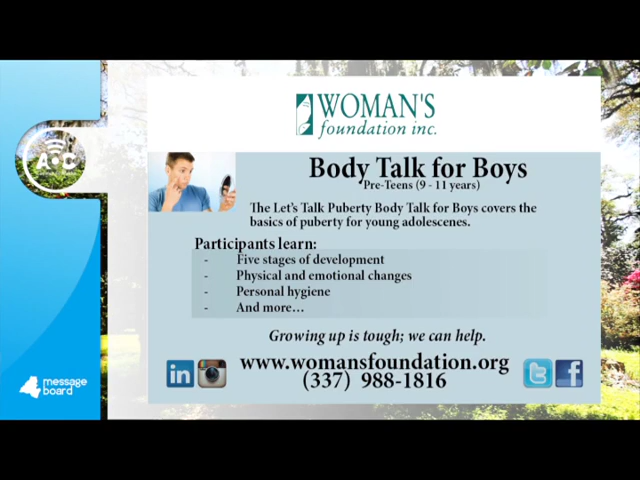 WOMAN'S
foundation inc.
Body Talk for Boys
Pre-Teens (9 - 11 years)
The Let's Talk Puberty Body Talk for Boys covers the
basics of puberty for young adolescenes.
Participants learn:
- Five stages of development
- Physical and emotional changes
- Personal hygiene
- And more...
Growing up is tough; we can help.
www.womansfoundation.org
(337) 988-1816
in
AOC
message
board